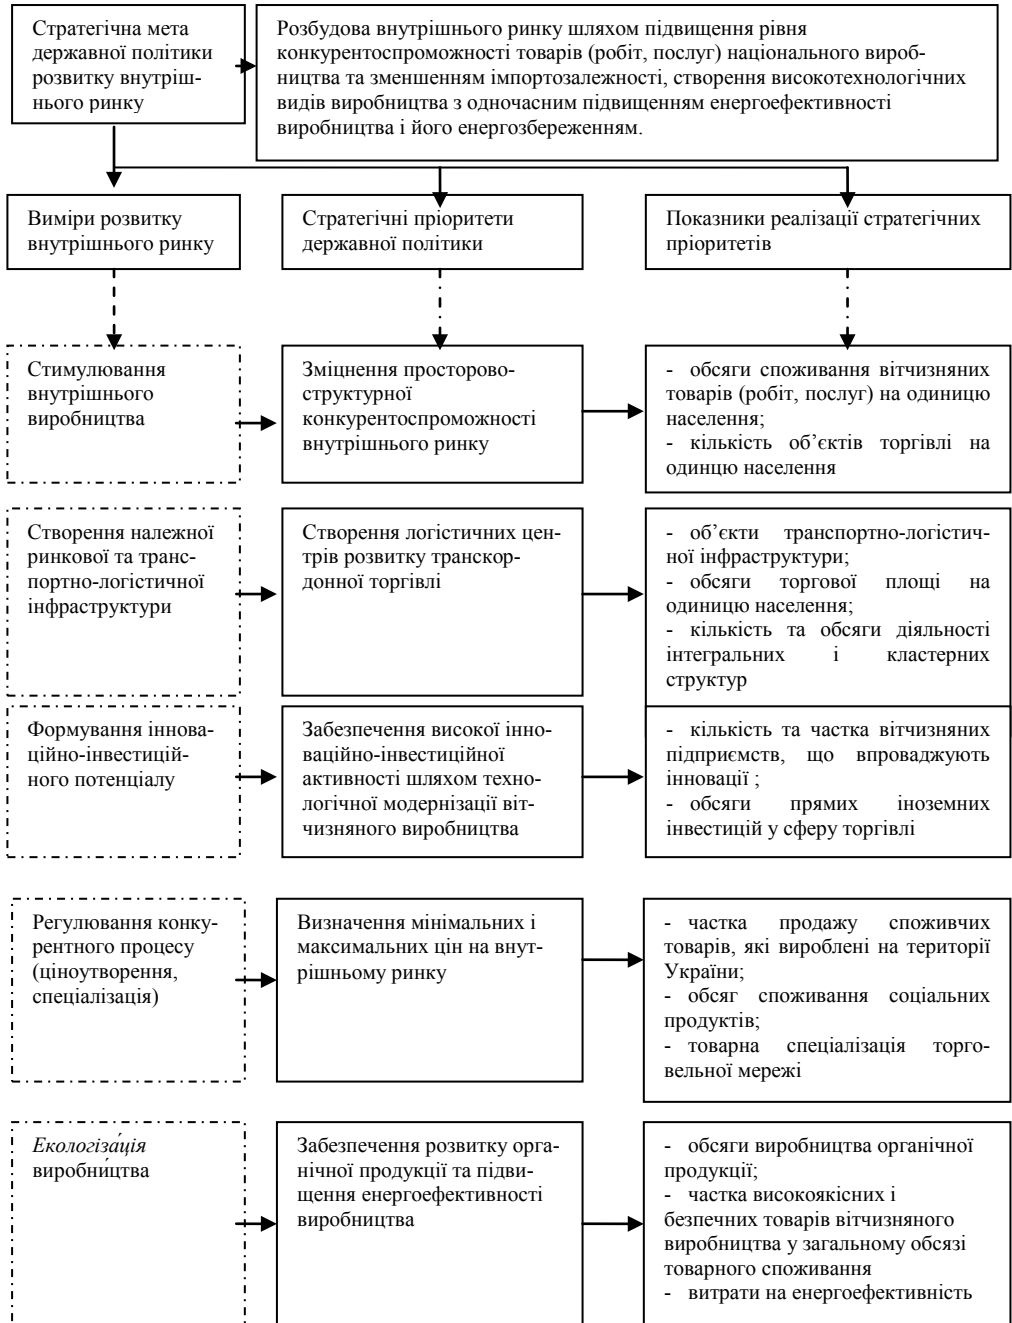 Стратегічна мета
державної політики
розвитку внутріш-
нього ринку
Розбудова внутрішнього ринку шляхом підвищення рівня
конкурентоспроможності товарів (робіт, послуг) національного вироб-
ництва та зменшенням імпортозалежності, створення високотехнологічних
видів виробництва з одночасним підвищенням енергоефективності
виробництва і його енергозбереженням.
Виміри розвитку
внутрішнього ринку
Стратегічні пріоритети
державної політики
Показники реалізації стратегічних
пріоритетів
Стимулювання
внутрішнього
виробництва
Зміцнення просторово-
структурної
конкурентоспроможності
внутрішнього ринку
- обсяги споживання вітчизняних
товарів (робіт, послуг) на одиницю
населення;
- кількість об’єктів торгівлі на
одинцю населення
Створення належної
ринкової та транс-
портно-логістичної
інфраструктури
Створення логістичних цен-
трів розвитку транскор-
донної торгівлі
- об’єкти транспортно-логістич-
ної інфраструктури;
- обсяги торгової площі на
одиницю населення;
- кількість та обсяги діяльності
інтегральних і кластерних
структур
Формування іннова-
ційно-інвестицій-
ного потенціалу
Забезпечення високої інно-
ваційно-інвестиційної
активності шляхом техно-
логічної модернізації віт-
чизняного виробництва
- кількість та частка вітчизняних
підприємств, що впроваджують
інновації ;
- обсяги прямих іноземних
інвестицій у сферу торгівлі
Регулювання конку-
рентного процесу
(ціноутворення,
спеціалізація)
Визначення мінімальних і
максимальних цін на внут-
рішньому ринку
- частка продажу споживчих
товарів, які вироблені на території
України;
- обсяг споживання соціальних
продуктів;
- товарна спеціалізація торго-
вельної мережі
Екологіза́ція
виробни́цтва
Забезпечення розвитку орга-
нічної продукції та підви-
щення енергоефективності
виробництва
- обсяги виробництва органічної
продукції;
- частка високоякісних і
безпечних товарів вітчизняного
виробництва у загальному обсязі
товарного споживання
- витрати на енергоефективність